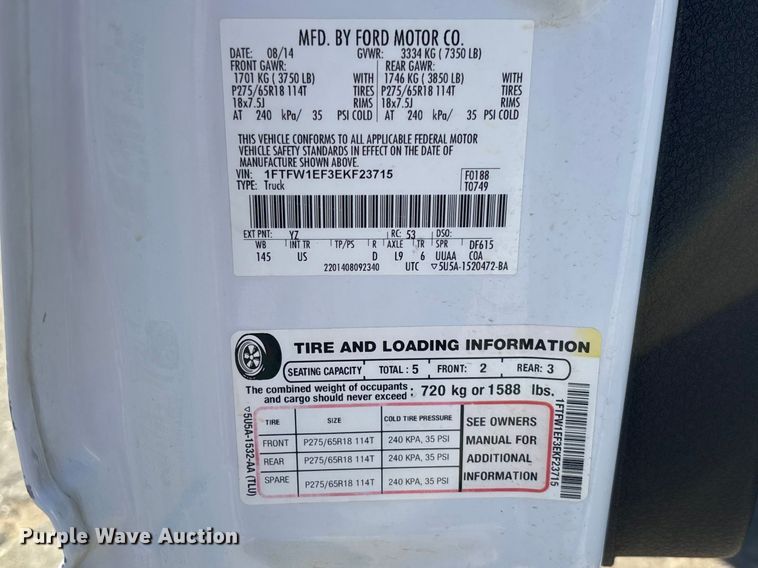 MFD. BY FORD MOTOR CO.
DATE: 08/14 GVWR: 3334 KG ( 7350 LB)
FRONT GAWR: REAR GAWR:
1701 KG ( 3750 LB) WITH 1746 KG ( 3850 LB) WITH
P275/65R18 114T TIRES P275/65R18 114T TIRES
18x7.5J RIMS 18x7.5J RIMS
AT 240 kPa/ 35 PSI COLD AT 240 kPa/ 35 PSI COLD
THIS VEHICLE CONFORMS TO ALL APPLICABLE FEDERAL MOTOR
VEHICLE SAFETY STANDARDS IN EFFECT ON THE DATE OF
MANUFACTURE SHOWN ABOVE.
VIN: 1FTFW1EF3EKF23715 F0188
TYPE: Truck T0749
EXT PNT: YZ RC: 53 DSO:
WB INT TR TP/PS R AXLE TR SPR DF615
145 US D L9 6 UUAA COA
2201408092340 UTC ▽5U5A-1520472-BA
TIRE AND LOADING INFORMATION
SEATING CAPACITY TOTAL : 5 FRONT: 2 REAR: 3
The combined weight of occupants
and cargo should never exceed : 720 kg or 1588 lbs.
TIRE SIZE COLD TIRE PRESSURE
FRONT P275/65R18 114T 240 KPA, 35 PSI
REAR P275/65R18 114T 240 KPA, 35 PSI
SPARE P275/65R18 114T 240 KPA, 35 PSI
SEE OWNERS
MANUAL FOR
ADDITIONAL
INFORMATION
▽5U5A-1532-AA (TLU)
1FTFW1EF3EKF23715
Purple Wave Auction